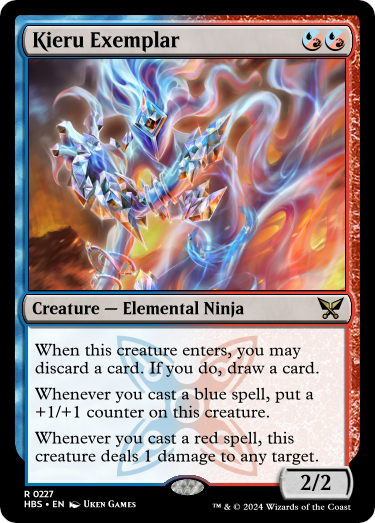 Kieru Exemplar
Creature — Elemental Ninja
When this creature enters, you may
discard a card. If you do, draw a card.
Whenever you cast a blue spell, put a
+1/+1 counter on this creature.
Whenever you cast a red spell, this
creature deals 1 damage to any target.
2/2
R 0227
HBS • EN Uken Games
™ & © 2024 Wizards of the Coast